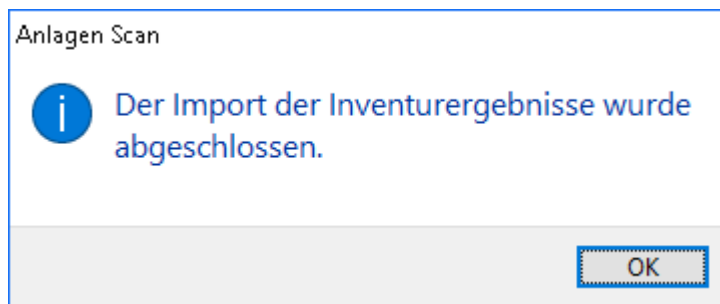 Anlagen Scan
Der Import der Inventurergebnisse wurde
abgeschlossen.
OK